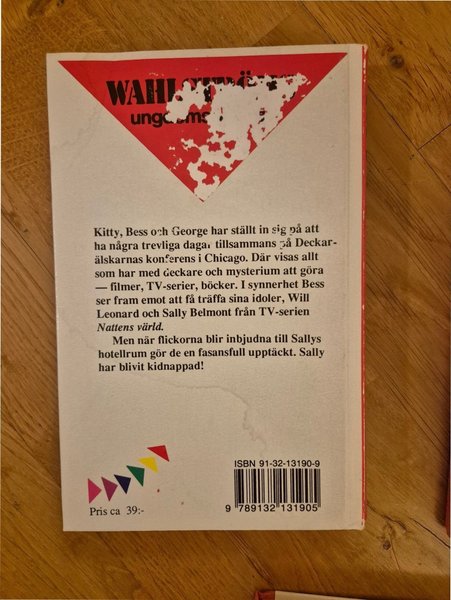 Kitty, Bess och George har ställt in sig på att
ha några trevliga dagar tillsammans på Deckar-
älskarnas konferens i Chicago. Där visas allt
som har med deckare och mysterium att göra
— filmer, TV-serier, böcker. I synnerhet Bess
ser fram emot att få träffa sina idoler, Will
Leonard och Sally Belmont från TV-serien
Nattens värld.
Men när flickorna blir inbjudna till Sallys
hotellrum gör de en fasansfull upptäckt. Sally
har blivit kidnappad!
ISBN 91-32-13190-9
9 789132 131905
Pris ca 39:-